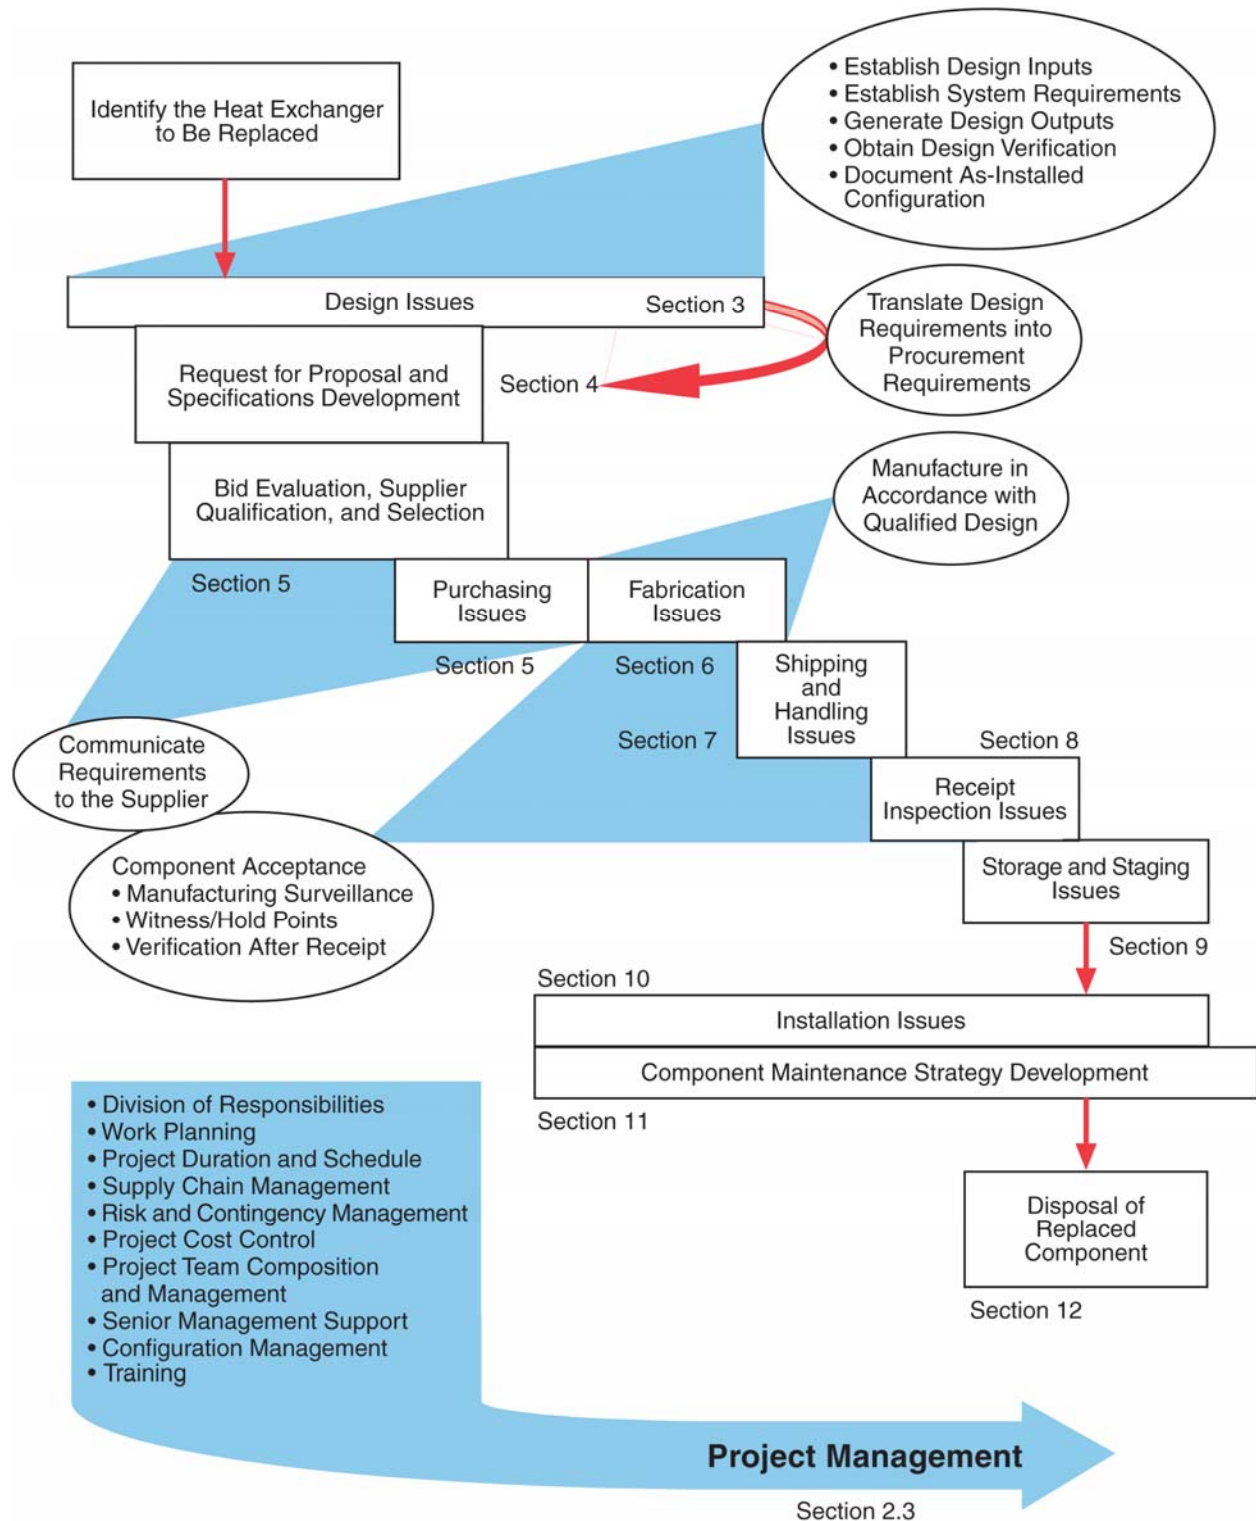 Identify the Heat Exchanger
to Be Replaced
• Establish Design Inputs
• Establish System Requirements
• Generate Design Outputs
• Obtain Design Verification
• Document As-Installed
Configuration
Design Issues
Section 3
Translate Design
Requirements into
Procurement
Requirements
Request for Proposal and
Specifications Development
Section 4
Bid Evaluation, Supplier
Qualification, and Selection
Manufacture in
Accordance with
Qualified Design
Section 5
Purchasing
Issues
Fabrication
Issues
Section 5
Section 6
Shipping
and
Handling
Issues
Section 7
Section 8
Communicate
Requirements
to the Supplier
Receipt
Inspection Issues
Component Acceptance
• Manufacturing Surveillance
• Witness/Hold Points
• Verification After Receipt
Storage and Staging
Issues
Section 9
Section 10
Installation Issues
Component Maintenance Strategy Development
Section 11
• Division of Responsibilities
• Work Planning
• Project Duration and Schedule
• Supply Chain Management
• Risk and Contingency Management
• Project Cost Control
• Project Team Composition
and Management
• Senior Management Support
• Configuration Management
• Training
Disposal of
Replaced
Component
Section 12
Project Management
Section 2.3